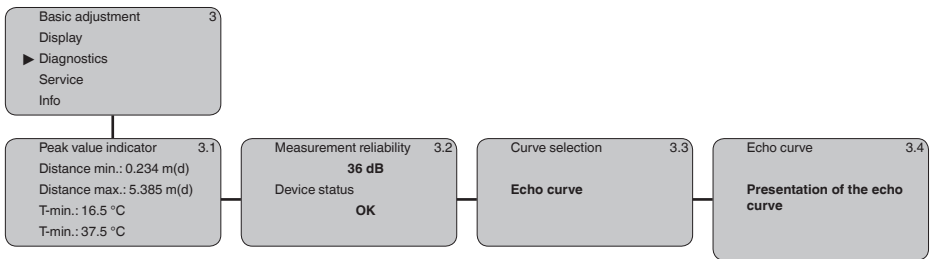 Basic adjustment 3
Display
▶ Diagnostics
Service
Info
Peak value indicator 3.1
Distance min.: 0.234 m(d)
Distance max.: 5.385 m(d)
T-min.: 16.5 °C
T-min.: 37.5 °C
Measurement reliability 3.2
36 dB
Device status
OK
Curve selection 3.3
Echo curve
Echo curve 3.4
Presentation of the echo
curve